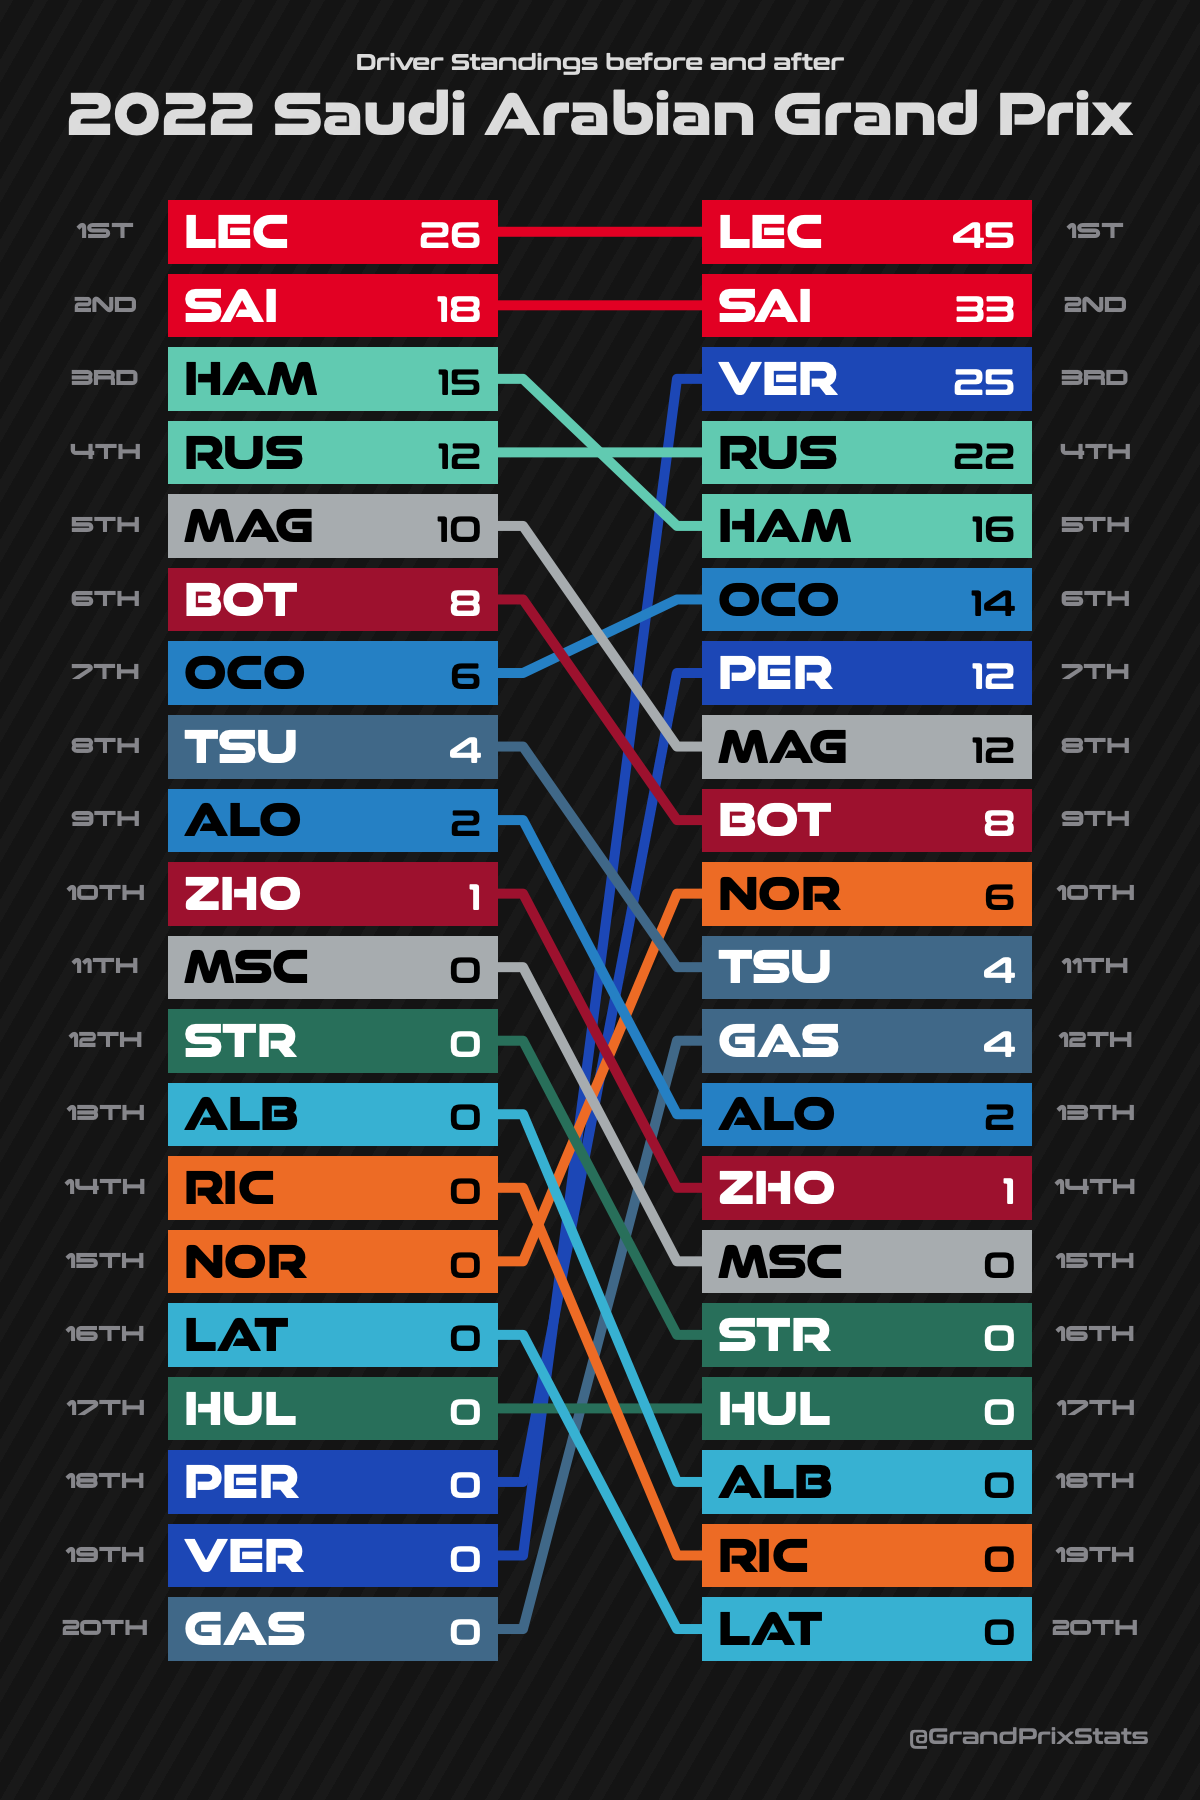 Driver Standings before and after
2022 Saudi Arabian Grand Prix
1ST LEC 26 LEC 45 1ST
2ND SAI 18 SAI 33 2ND
3RD HAM 15 VER 25 3RD
4TH RUS 12 RUS 22 4TH
5TH MAG 10 HAM 16 5TH
6TH BOT 8 OCO 14 6TH
7TH OCO 6 PER 12 7TH
8TH TSU 4 MAG 12 8TH
9TH ALO 2 BOT 8 9TH
10TH ZHO 1 NOR 6 10TH
11TH MSC 0 TSU 4 11TH
12TH STR 0 GAS 4 12TH
13TH ALB 0 ALO 2 13TH
14TH RIC 0 ZHO 1 14TH
15TH NOR 0 MSC 0 15TH
16TH LAT 0 STR 0 16TH
17TH HUL 0 HUL 0 17TH
18TH PER 0 ALB 0 18TH
19TH VER 0 RIC 0 19TH
20TH GAS 0 LAT 0 20TH
@GrandPrixStats